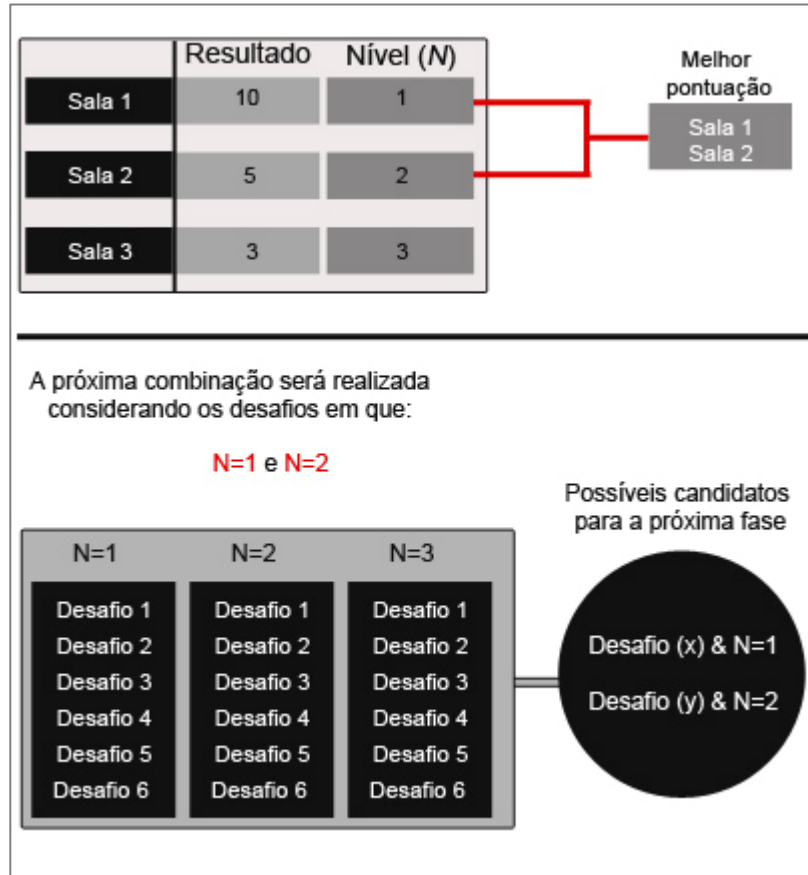 Resultado Nível (N)
Sala 1 10 1
Sala 2 5 2
Sala 3 3 3
Melhor
pontuação
Sala 1
Sala 2
A próxima combinação será realizada
considerando os desafios em que:
N=1 e N=2
N=1 N=2 N=3
Desafio 1 Desafio 1 Desafio 1
Desafio 2 Desafio 2 Desafio 2
Desafio 3 Desafio 3 Desafio 3
Desafio 4 Desafio 4 Desafio 4
Desafio 5 Desafio 5 Desafio 5
Desafio 6 Desafio 6 Desafio 6
Possíveis candidatos
para a próxima fase
Desafio (x) & N=1
Desafio (y) & N=2